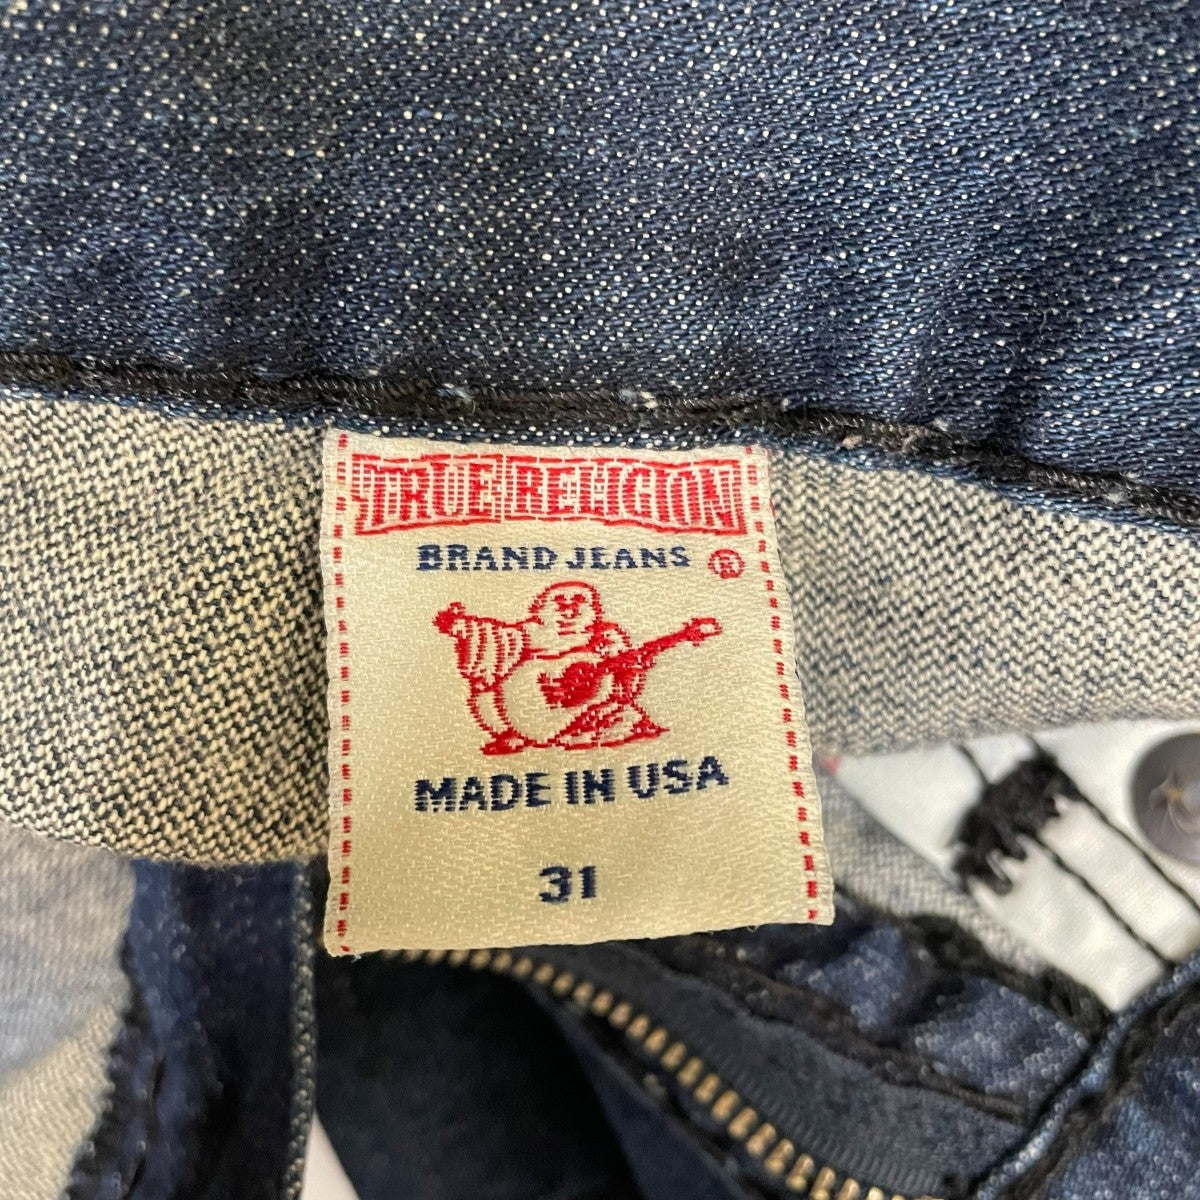 TRUE RELIGION
BRAND JEANS ®
MADE IN USA
31